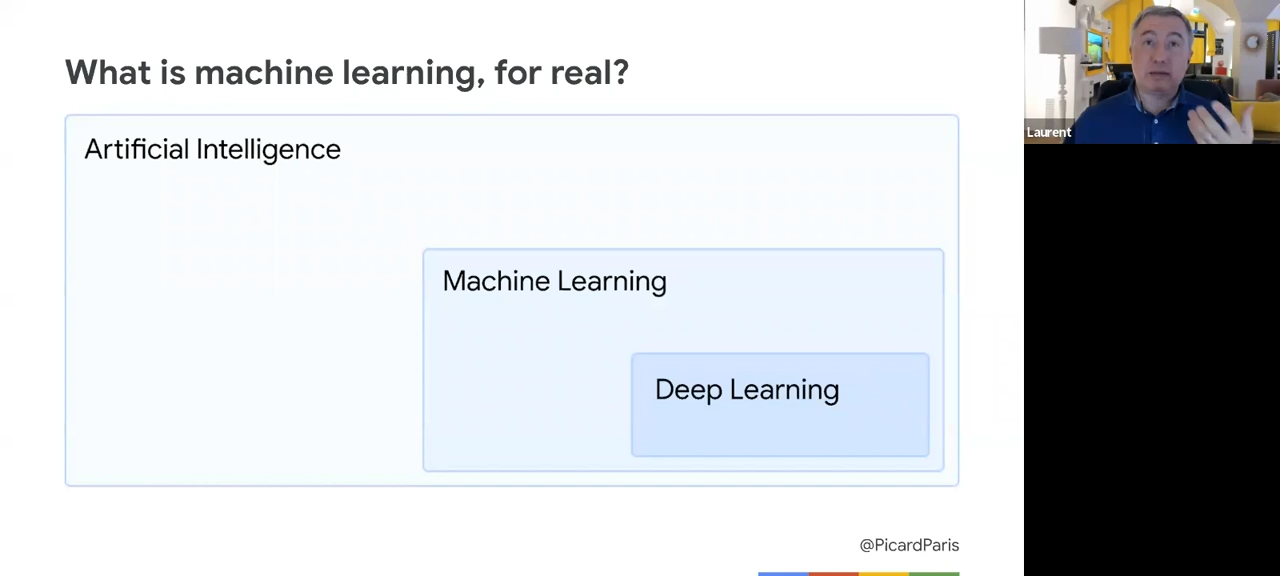 What is machine learning, for real?
Artificial Intelligence
Machine Learning
Deep Learning
@PicardParis
Laurent